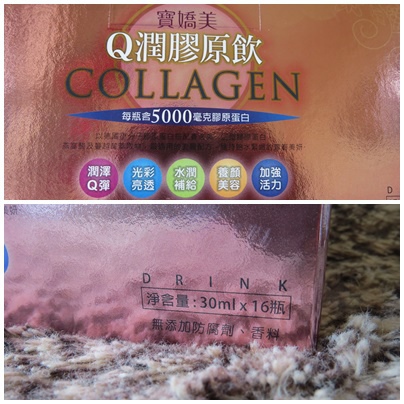 寶嬌美
Q潤膠原飲
COLLAGEN
每瓶含5000毫克膠原蛋白
潤澤
Q彈
光彩
亮透
水潤
補給
養顏
美容
加強
活力
D
DRINK
淨含量:30ml x 16瓶
無添加防腐劑、香料